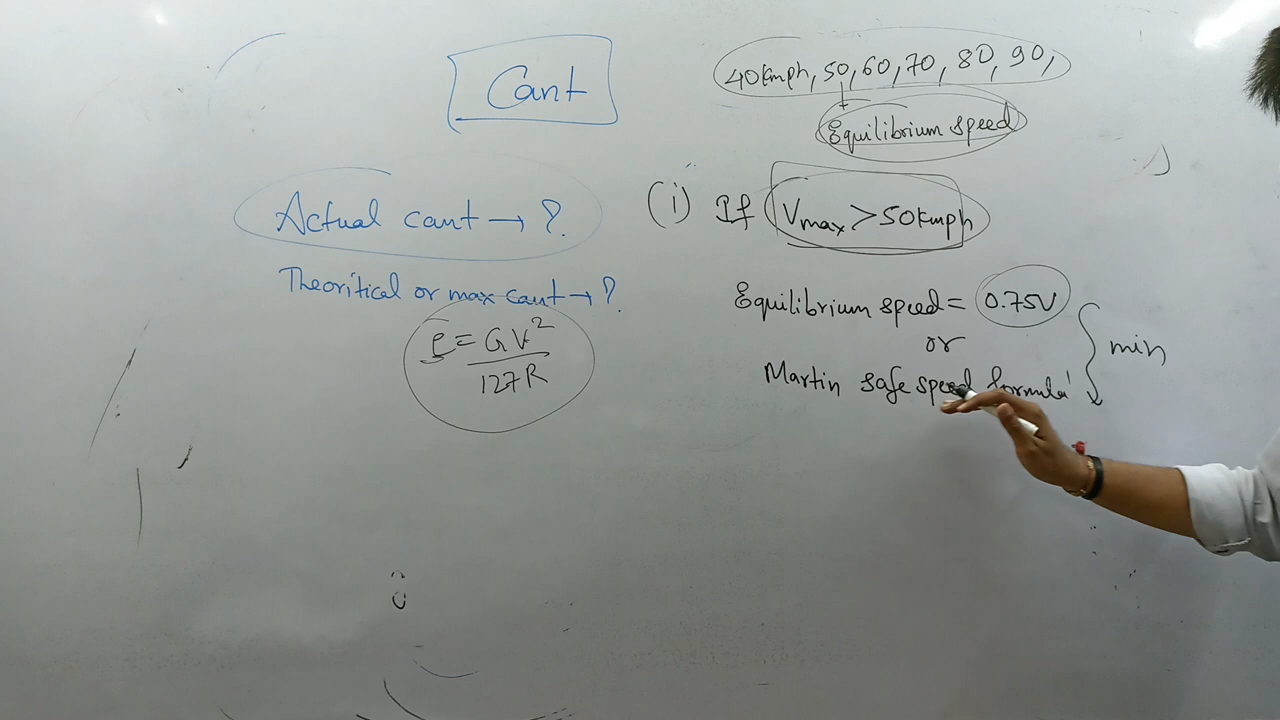 Cant
Actual cant → ?
Theoritical or max cant → ?
e = GV²
127R
40kmph, 50, 60, 70, 80, 90,
Equilibrium speed
(i) If Vmax > 50kmph
Equilibrium speed = 0.75V
or
Martin safe speed formula
min